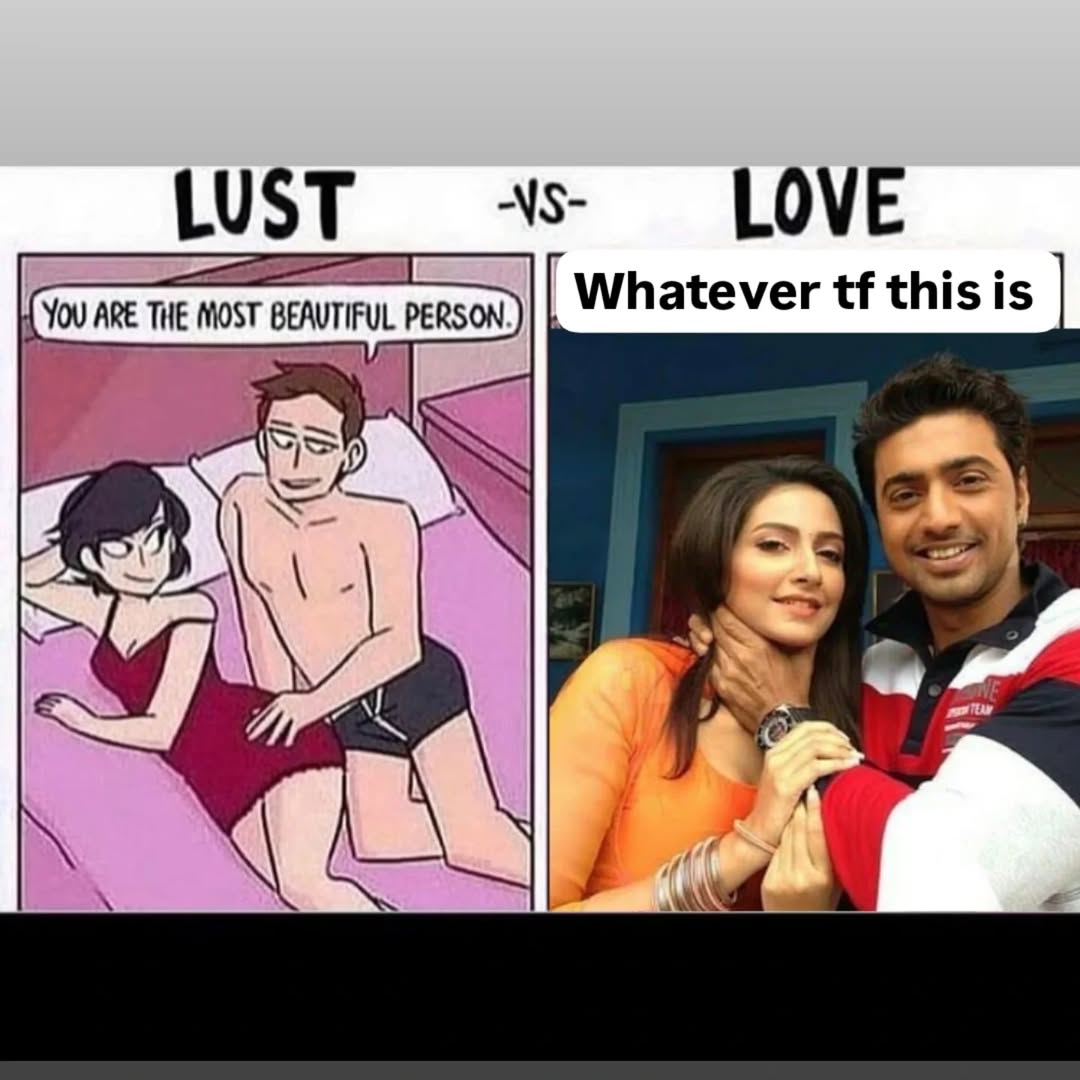 LUST -VS- LOVE
YOU ARE THE MOST BEAUTIFUL PERSON.
Whatever tf this is